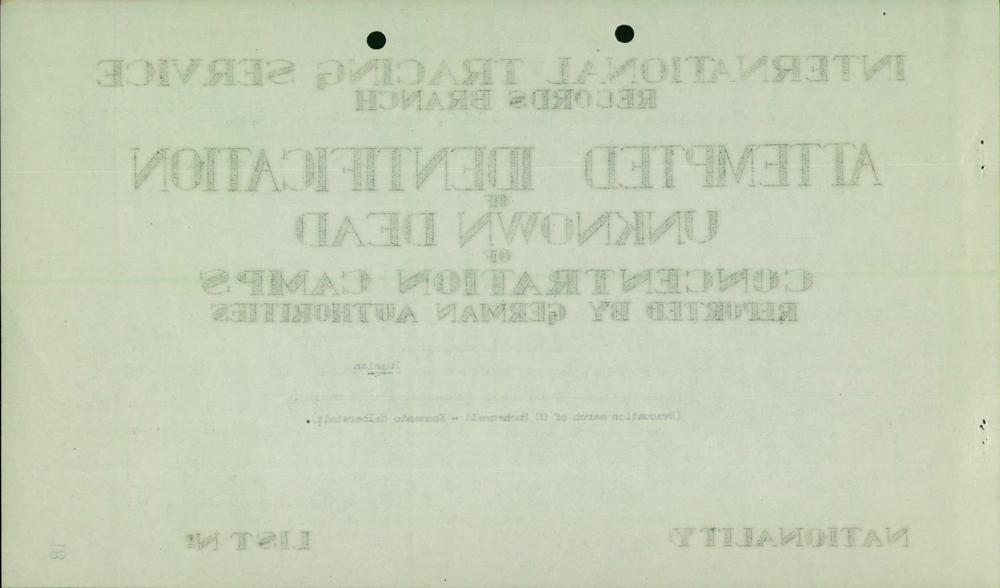 INTERNATIONAL TRACING SERVICE
RECORDS BRANCH
ATTEMPTED IDENTIFICATION
OF
UNKNOWN DEAD
OF
CONCENTRATION CAMPS
REPORTED BY GERMAN AUTHORITIES
(Evacuation march of CC Buchenwald - Kommando Halberstadt).
NATIONALITY
LIST No
18